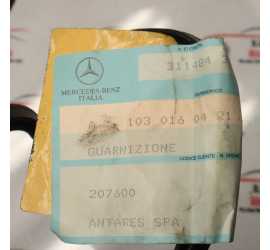 311484
MERCEDES-BENZ
ITALIA
103 016 04 21
GUARNIZIONE
207600
ANTARES SPA